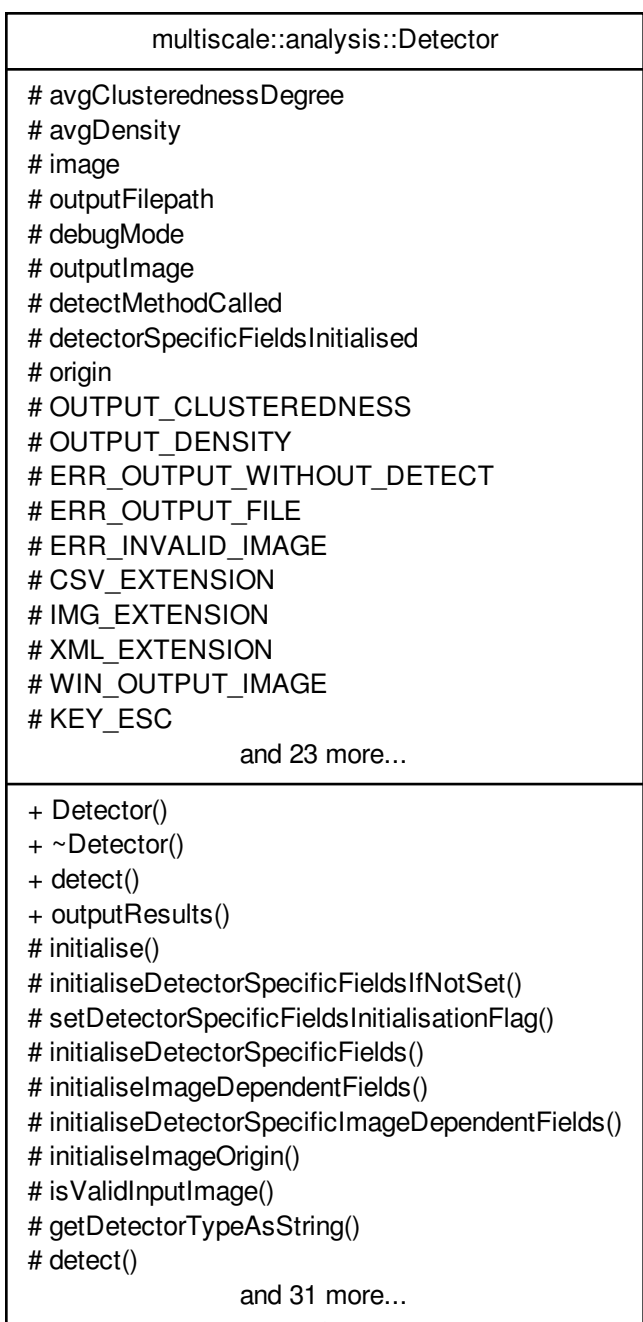 multiscale::analysis::Detector
# avgClusterednessDegree
# avgDensity
# image
# outputFilepath
# debugMode
# outputImage
# detectMethodCalled
# detectorSpecificFieldsInitialised
# origin
# OUTPUT_CLUSTEREDNESS
# OUTPUT_DENSITY
# ERR_OUTPUT_WITHOUT_DETECT
# ERR_OUTPUT_FILE
# ERR_INVALID_IMAGE
# CSV_EXTENSION
# IMG_EXTENSION
# XML_EXTENSION
# WIN_OUTPUT_IMAGE
# KEY_ESC
and 23 more...
+ Detector()
+ ~Detector()
+ detect()
+ outputResults()
# initialise()
# initialiseDetectorSpecificFieldsIfNotSet()
# setDetectorSpecificFieldsInitialisationFlag()
# initialiseDetectorSpecificFields()
# initialiseImageDependentFields()
# initialiseDetectorSpecificImageDependentFields()
# initialiseImageOrigin()
# isValidInputImage()
# getDetectorTypeAsString()
# detect()
and 31 more...